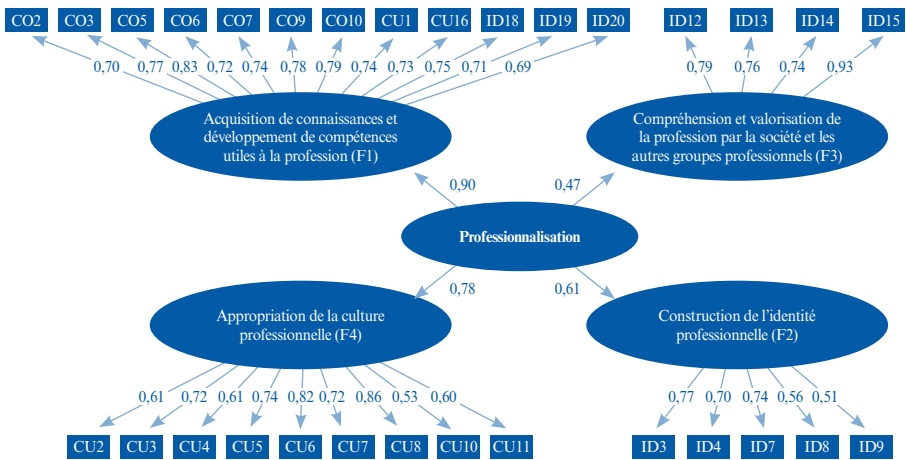 CO2 CO3 CO5 CO6 CO7 CO9 CO10 CU1 CU16 ID18 ID19 ID20 ID12 ID13 ID14 ID15
0,70 0,77 0,83 0,72 0,74 0,78 0,79 0,74 0,73 0,75 0,71 0,69 0,79 0,76 0,74 0,93
Acquisition de connaissances et
développement de compétences
utiles à la profession (F1)
Compréhension et valorisation de
la profession par la société et les
autres groupes professionnels (F3)
0,90 0,47
Professionnalisation
0,78 0,61
Appropriation de la culture
professionnelle (F4)
Construction de l’identité
professionnelle (F2)
0,61 0,72 0,61 0,74 0,82 0,72 0,86 0,53 0,60 0,77 0,70 0,74 0,56 0,51
CU2 CU3 CU4 CU5 CU6 CU7 CU8 CU10 CU11 ID3 ID4 ID7 ID8 ID9